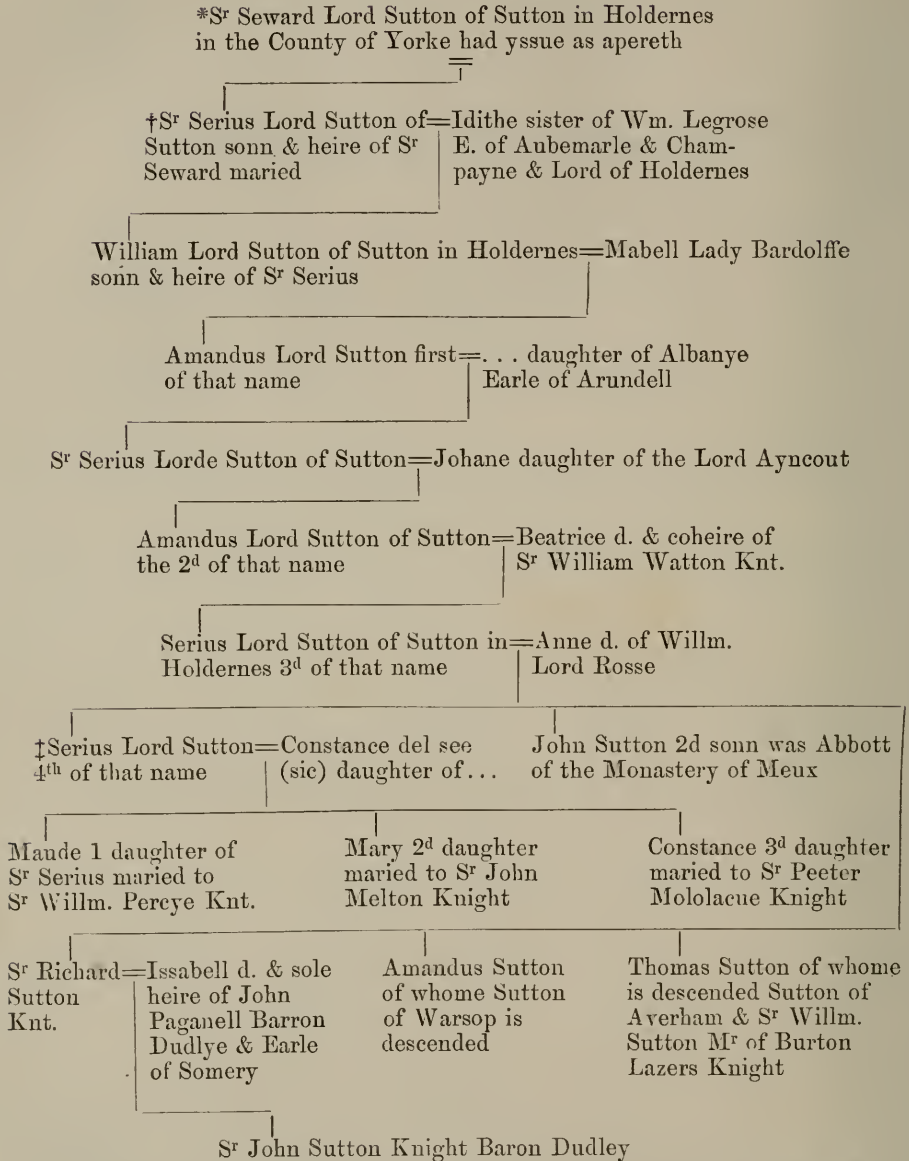 *Sʳ Seward Lord Sutton of Sutton in Holdernes
in the County of Yorke had yssue as apereth
†Sʳ Serius Lord Sutton of=Idithe sister of Wm. Legrose
Sutton sonn & heire of Sʳ E. of Aubemarle & Cham-
Seward maried payne & Lord of Holdernes
William Lord Sutton of Sutton in Holdernes=Mabell Lady Bardolffe
sonn & heire of Sʳ Serius
Amandus Lord Sutton first=. . . daughter of Albanye
of that name Earle of Arundell
Sʳ Serius Lorde Sutton of Sutton=Johane daughter of the Lord Ayncout
Amandus Lord Sutton of Sutton=Beatrice d. & coheire of
the 2ᵈ of that name Sʳ William Watton Knt.
Serius Lord Sutton of Sutton in=Anne d. of Willm.
Holdernes 3ᵈ of that name Lord Rosse
‡Serius Lord Sutton=Constance del see John Sutton 2d sonn was Abbott
4ᵗʰ of that name (sic) daughter of... of the Monastery of Meux
Maude 1 daughter of Mary 2ᵈ daughter Constance 3ᵈ daughter
Sʳ Serius maried to maried to Sʳ John maried to Sʳ Peeter
Sʳ Willm. Percye Knt. Melton Knight Mololacue Knight
Sʳ Richard=Issabell d. & sole Amandus Sutton Thomas Sutton of whome
Sutton heire of John of whome Sutton is descended Sutton of
Knt. Paganell Barron of Warsop is Averham & Sʳ Willm.
Dudlye & Earle descended Sutton Mʳ of Burton
of Somery Lazers Knight
Sʳ John Sutton Knight Baron Dudley